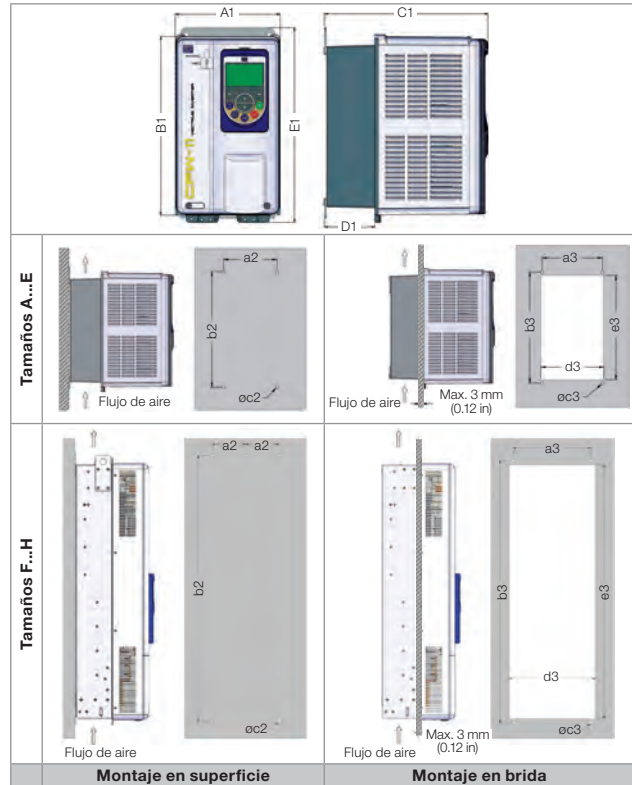 A1
C1
B1
E1
CFW-11
D1
Tamaños A...E
a2
b2
øc2
Flujo de aire
a3
b3
e3
d3
øc3
Flujo de aire
Max. 3 mm
(0.12 in)
Tamaños F...H
a2
a2
b2
øc2
Flujo de aire
a3
b3
e3
d3
øc3
Flujo de aire
Max. 3 mm
(0.12 in)
Montaje en superficie
Montaje en brida